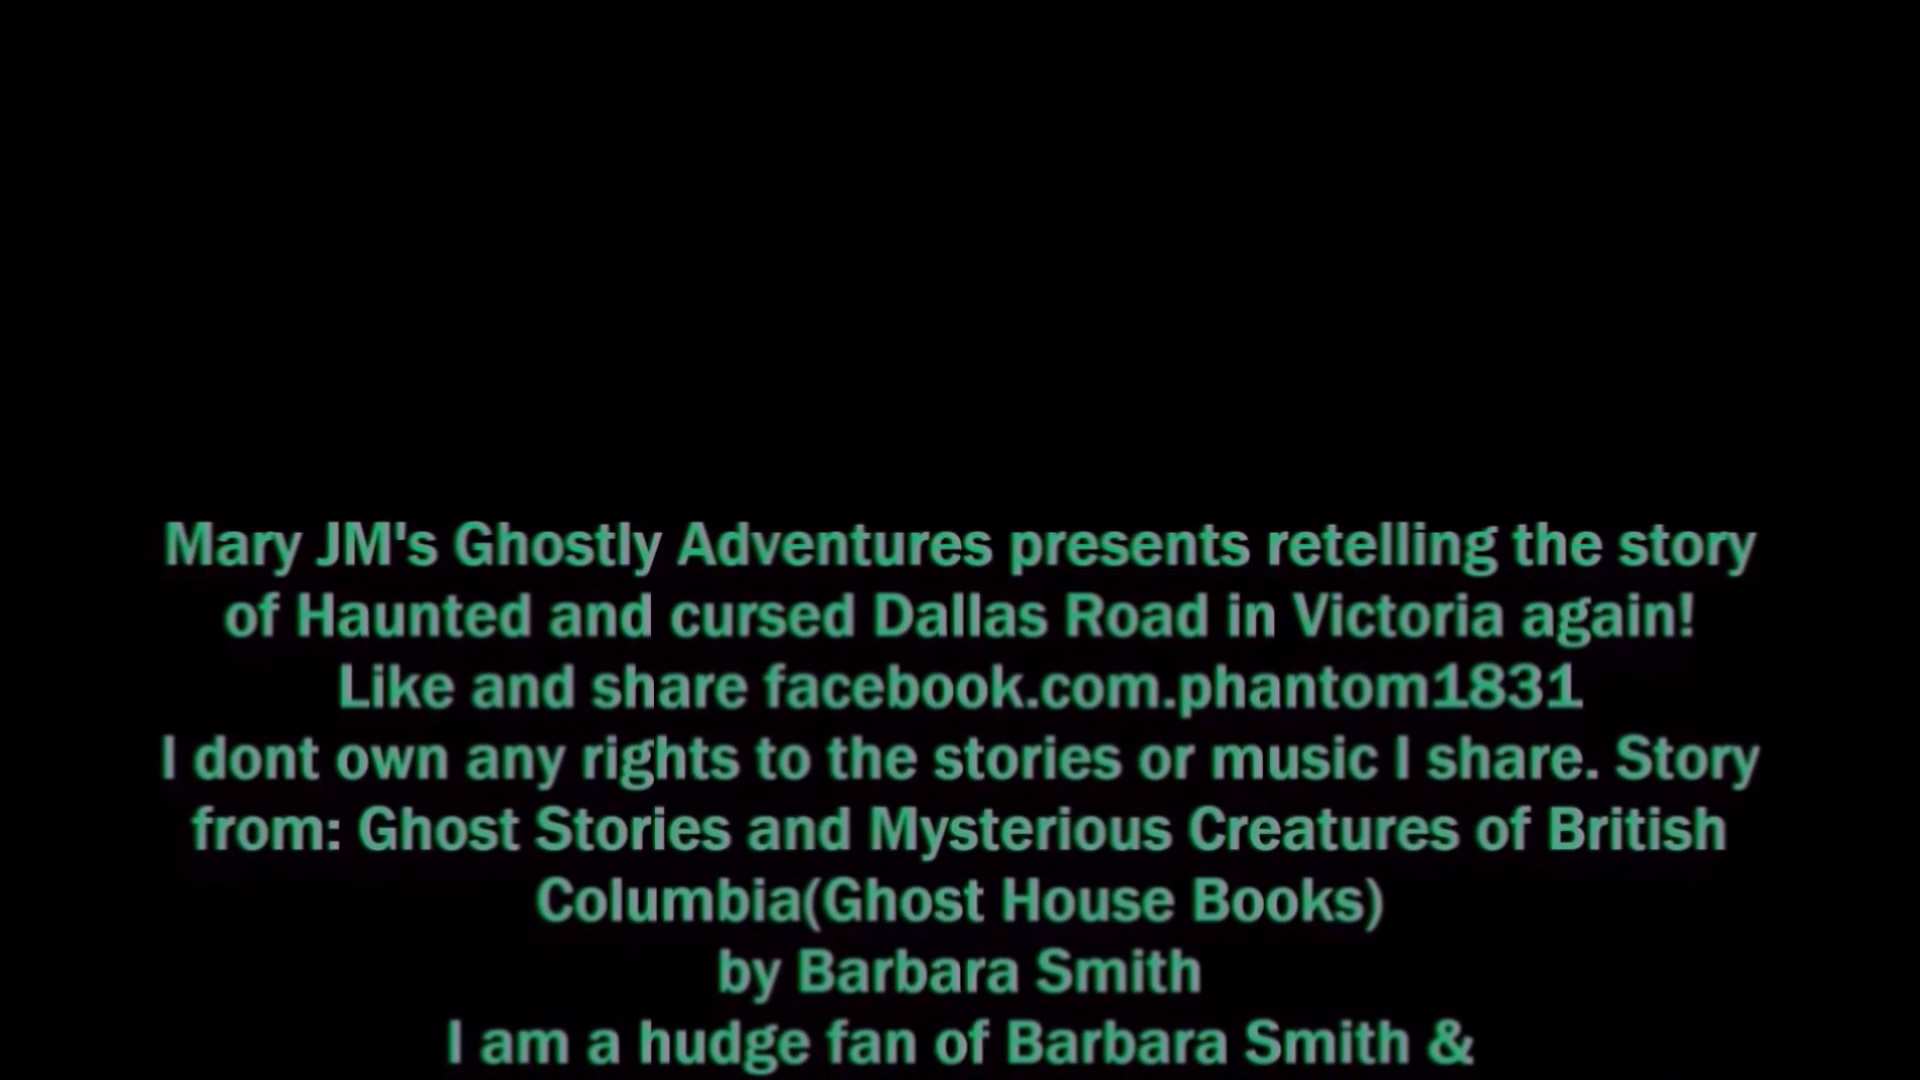 Mary JM's Ghostly Adventures presents retelling the story
of Haunted and cursed Dallas Road in Victoria again!
Like and share facebook.com.phantom1831
I dont own any rights to the stories or music I share. Story
from: Ghost Stories and Mysterious Creatures of British
Columbia(Ghost House Books)
by Barbara Smith
I am a hudge fan of Barbara Smith &